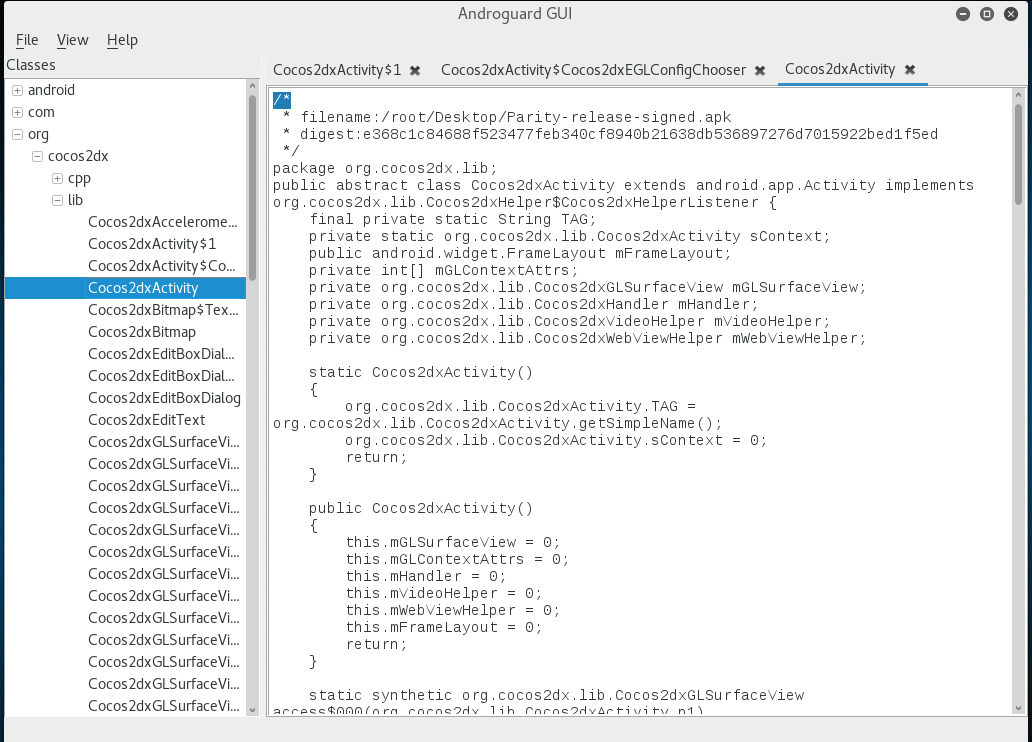 Androguard GUI
File View Help
Classes
android
com
org
cocos2dx
cpp
lib
Cocos2dxAccelerome...
Cocos2dxActivity$1
Cocos2dxActivity$Co...
Cocos2dxActivity
Cocos2dxBitmap$Tex...
Cocos2dxBitmap
Cocos2dxEditBoxDial...
Cocos2dxEditBoxDial...
Cocos2dxEditBoxDialog
Cocos2dxEditText
Cocos2dxGLSurfaceVi...
Cocos2dxGLSurfaceVi...
Cocos2dxGLSurfaceVi...
Cocos2dxGLSurfaceVi...
Cocos2dxGLSurfaceVi...
Cocos2dxGLSurfaceVi...
Cocos2dxGLSurfaceVi...
Cocos2dxGLSurfaceVi...
Cocos2dxGLSurfaceVi...
Cocos2dxGLSurfaceVi...
Cocos2dxGLSurfaceVi...
Cocos2dxGLSurfaceVi...
Cocos2dxGLSurfaceVi...
Cocos2dxActivity$1 Cocos2dxActivity$Cocos2dxEGLConfigChooser Cocos2dxActivity
/*
 * filename:/root/Desktop/Parity-release-signed.apk
 * digest:e368c1c84688f523477feb340cf8940b21638db536897276d7015922bed1f5ed
 */
package org.cocos2dx.lib;
public abstract class Cocos2dxActivity extends android.app.Activity implements
org.cocos2dx.lib.Cocos2dxHelper$Cocos2dxHelperListener {
    final private static String TAG;
    private static org.cocos2dx.lib.Cocos2dxActivity sContext;
    public android.widget.FrameLayout mFrameLayout;
    private int[] mGLContextAttrs;
    private org.cocos2dx.lib.Cocos2dxGLSurfaceView mGLSurfaceView;
    private org.cocos2dx.lib.Cocos2dxHandler mHandler;
    private org.cocos2dx.lib.Cocos2dxVideoHelper mVideoHelper;
    private org.cocos2dx.lib.Cocos2dxWebViewHelper mWebViewHelper;
    static Cocos2dxActivity()
    {
        org.cocos2dx.lib.Cocos2dxActivity.TAG =
org.cocos2dx.lib.Cocos2dxActivity.getSimpleName();
        org.cocos2dx.lib.Cocos2dxActivity.sContext = 0;
        return;
    }
    public Cocos2dxActivity()
    {
        this.mGLSurfaceView = 0;
        this.mGLContextAttrs = 0;
        this.mHandler = 0;
        this.mVideoHelper = 0;
        this.mWebViewHelper = 0;
        this.mFrameLayout = 0;
        return;
    }
    static synthetic org.cocos2dx.lib.Cocos2dxGLSurfaceView
access$000(org.cocos2dx.lib.Cocos2dxActivity p1)